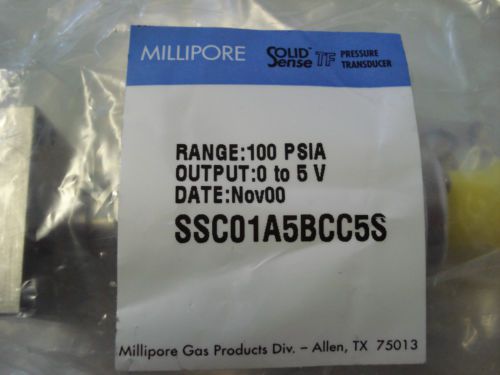 MILLIPORE SOLID Sense TF PRESSURE TRANSDUCER
RANGE:100 PSIA
OUTPUT:0 to 5 V
DATE:Nov00
SSC01A5BCC5S
Millipore Gas Products Div. – Allen, TX 75013